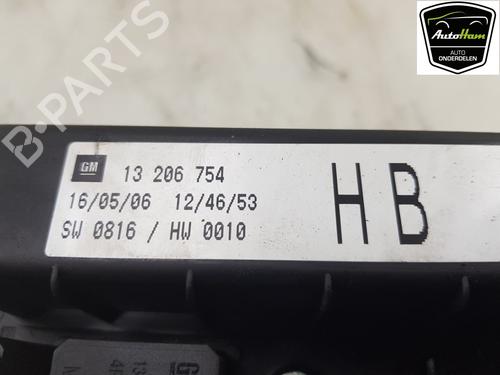 AutoHam
AUTO
ONDERDELEN
B-PARTS
GM 13 206 754
16/05/06 12/46/53
SW 0816 / HW 0010
HB